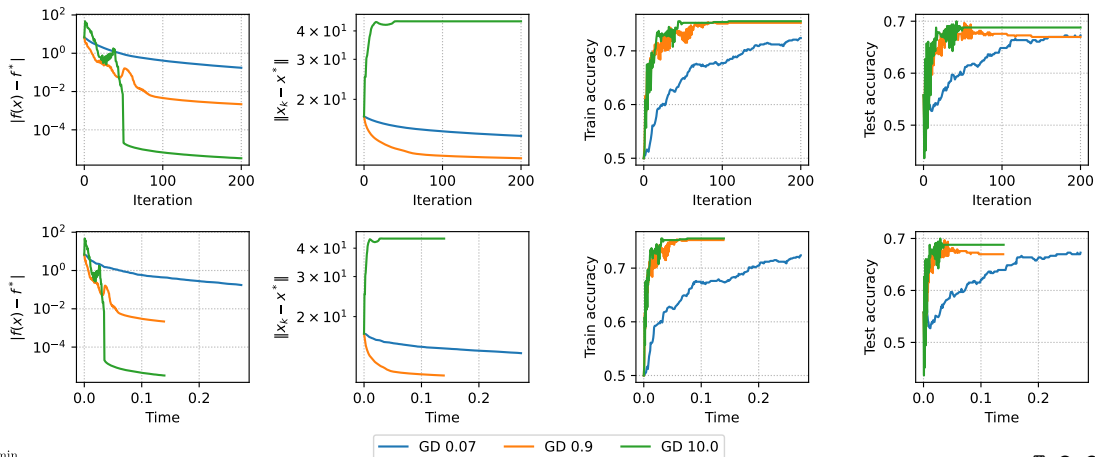 10² 10⁰ 10⁻² 10⁻⁴
|f(x) − f*|
0 100 200
Iteration
4 × 10¹ 3 × 10¹ 2 × 10¹
‖x_k − x*‖
0 100 200
Iteration
0.7 0.6 0.5
Train accuracy
0 50 100 150 200
Iteration
0.7 0.6 0.5
Test accuracy
0 50 100 150 200
Iteration
10² 10⁰ 10⁻² 10⁻⁴
|f(x) − f*|
0.0 0.1 0.2
Time
4 × 10¹ 3 × 10¹ 2 × 10¹
‖x_k − x*‖
0.0 0.1 0.2
Time
0.7 0.6 0.5
Train accuracy
0.0 0.1 0.2
Time
0.7 0.6 0.5
Test accuracy
0.0 0.1 0.2
Time
GD 0.07 GD 0.9 GD 10.0
min